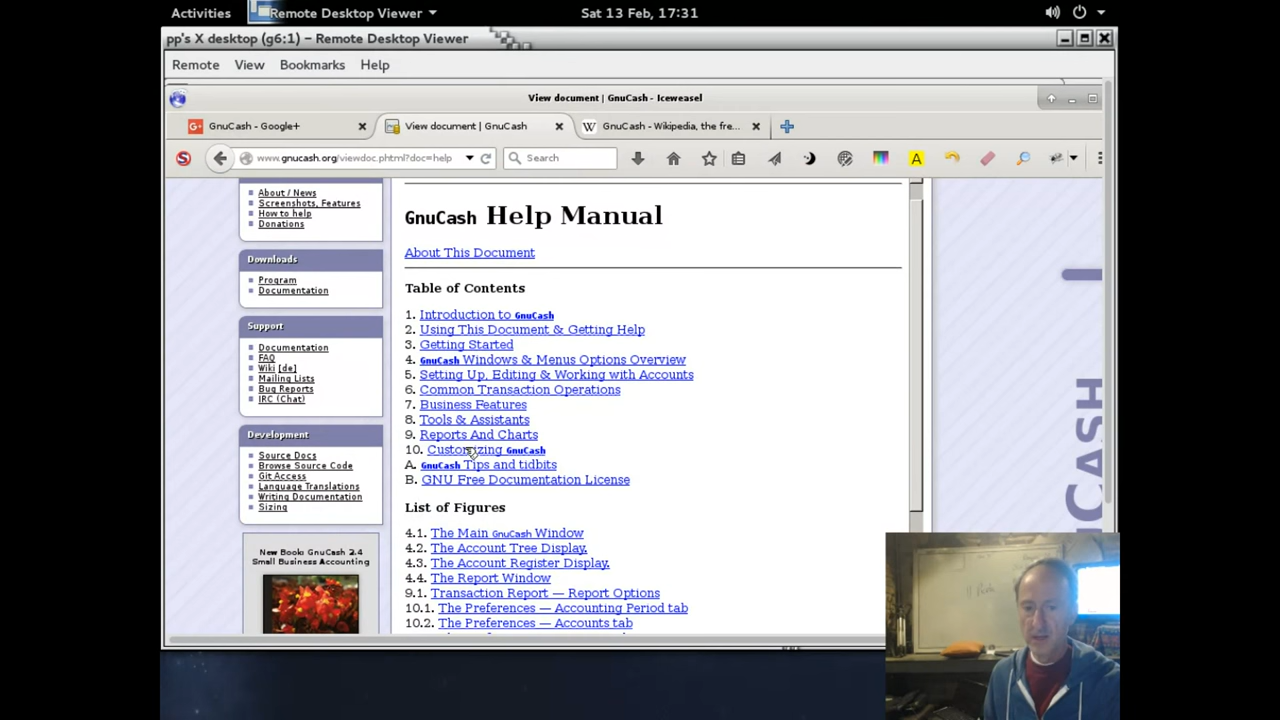 Activities Remote Desktop Viewer Sat 13 Feb, 17:31
pp's X desktop (g6:1) – Remote Desktop Viewer
Remote View Bookmarks Help
View document | GnuCash - Iceweasel
GnuCash - Google+ View document | GnuCash GnuCash - Wikipedia, the fre...
www.gnucash.org/viewdoc.phtml?doc=help Search
About / News
Screenshots, Features
How to help
Donations
Downloads
Program
Documentation
Support
Documentation
FAQ
Wiki [de]
Mailing Lists
Bug Reports
IRC (Chat)
Development
Source Docs
Browse Source Code
Git Access
Language Translations
Writing Documentation
Sizing
New Book: GnuCash 2.4
Small Business Accounting
GnuCash Help Manual
About This Document
Table of Contents
1. Introduction to GnuCash
2. Using This Document & Getting Help
3. Getting Started
4. GnuCash Windows & Menus Options Overview
5. Setting Up, Editing & Working with Accounts
6. Common Transaction Operations
7. Business Features
8. Tools & Assistants
9. Reports And Charts
10. Customizing GnuCash
A. GnuCash Tips and tidbits
B. GNU Free Documentation License
List of Figures
4.1. The Main GnuCash Window
4.2. The Account Tree Display.
4.3. The Account Register Display.
4.4. The Report Window
9.1. Transaction Report — Report Options
10.1. The Preferences — Accounting Period tab
10.2. The Preferences — Accounts tab